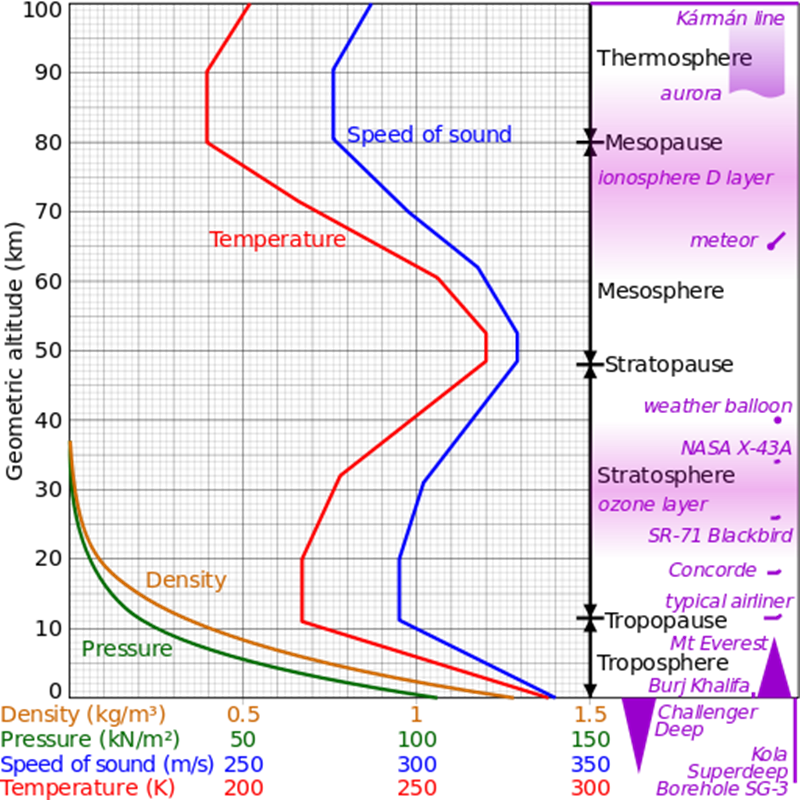 100
Kármán line
Thermosphere
90
aurora
Speed of sound
80
Mesopause
ionosphere D layer
70
Temperature
meteor
Geometric altitude (km)
60
Mesosphere
50
Stratopause
weather balloon
40
NASA X-43A
Stratosphere
30
ozone layer
SR-71 Blackbird
20
Concorde
Density
typical airliner
10
Tropopause
Mt Everest
Pressure
Troposphere
Burj Khalifa
0
Density (kg/m³) 0.5 1 1.5
Pressure (kN/m²) 50 100 150
Speed of sound (m/s) 250 300 350
Temperature (K) 200 250 300
Challenger
Deep
Kola
Superdeep
Borehole SG-3